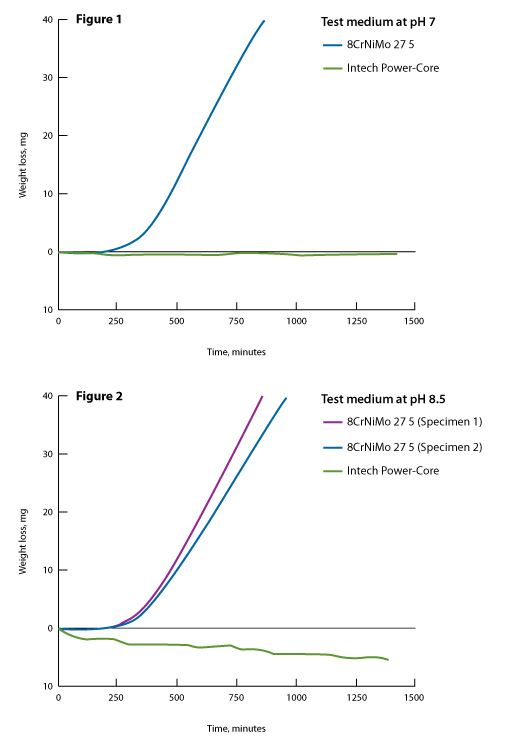 Figure 1
Test medium at pH 7
8CrNiMo 27 5
Intech Power-Core
Weight loss, mg
40
30
20
10
0
10
0 250 500 750 1000 1250 1500
Time, minutes
Figure 2
Test medium at pH 8.5
8CrNiMo 27 5 (Specimen 1)
8CrNiMo 27 5 (Specimen 2)
Intech Power-Core
Weight loss, mg
40
30
20
10
0
10
0 250 500 750 1000 1250 1500
Time, minutes